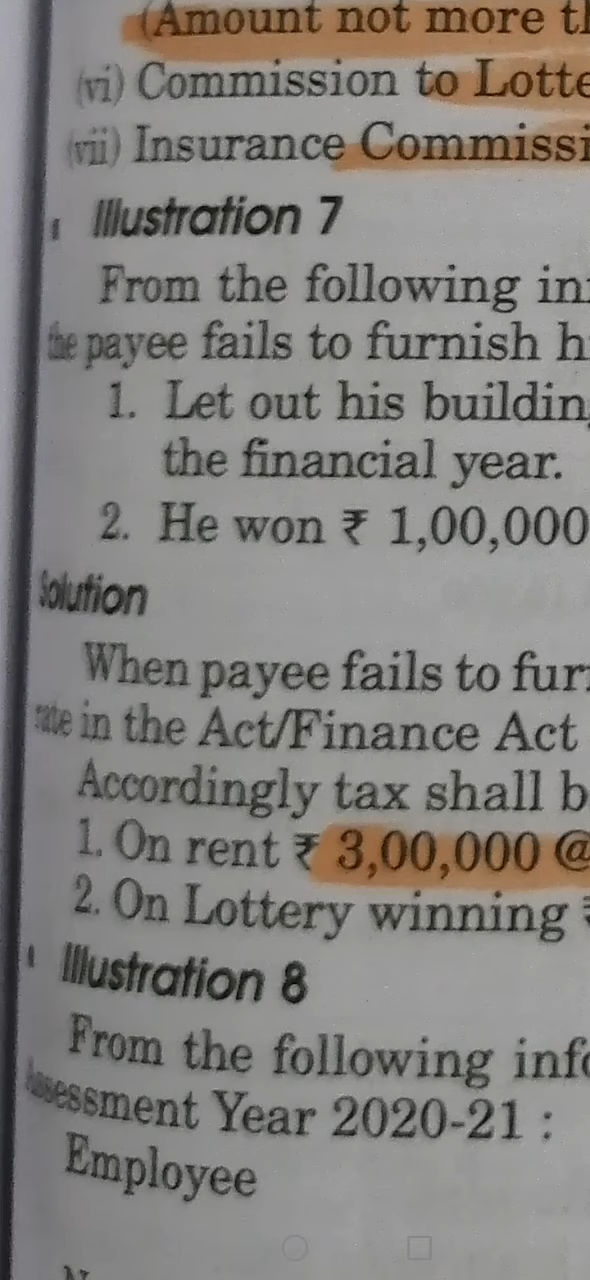 (Amount not more th
(vi) Commission to Lotte
(vii) Insurance Commissi
Illustration 7
From the following in
the payee fails to furnish h
1. Let out his buildin
the financial year.
2. He won ₹ 1,00,000
Solution
When payee fails to fur
rate in the Act/Finance Act
Accordingly tax shall b
1. On rent ₹ 3,00,000 @
2. On Lottery winning ₹
Illustration 8
From the following info
Assessment Year 2020-21 :
Employee